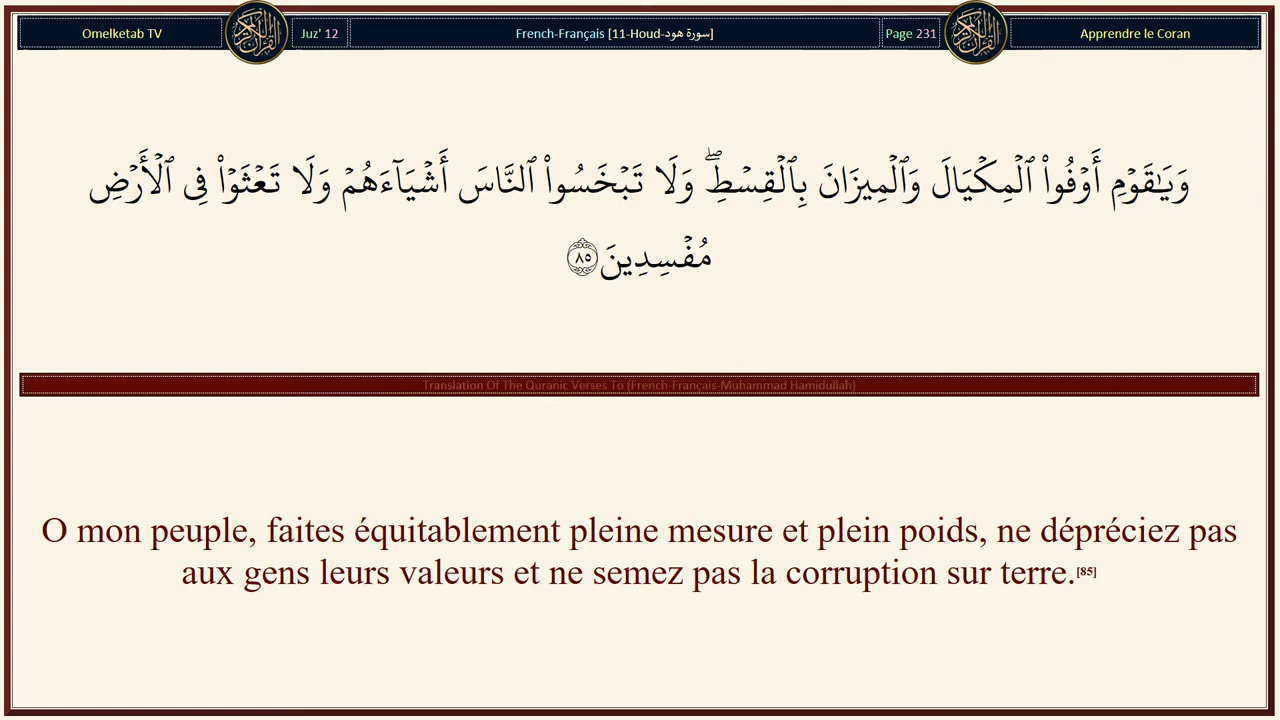 Omelketab TV
Juz' 12
French-Français [11-Houd-سورة هود]
Page 231
Apprendre le Coran
وَيَـٰقَوۡمِ أَوۡفُواْ ٱلۡمِكۡيَالَ وَٱلۡمِيزَانَ بِٱلۡقِسۡطِۖ وَلَا تَبۡخَسُواْ ٱلنَّاسَ أَشۡيَآءَهُمۡ وَلَا تَعۡثَوۡاْ فِى ٱلۡأَرۡضِ
مُفۡسِدِينَ ٨٥
Translation Of The Quranic Verses To (French-Français-Muhammad Hamidullah)
O mon peuple, faites équitablement pleine mesure et plein poids, ne dépréciez pas
aux gens leurs valeurs et ne semez pas la corruption sur terre.[85]